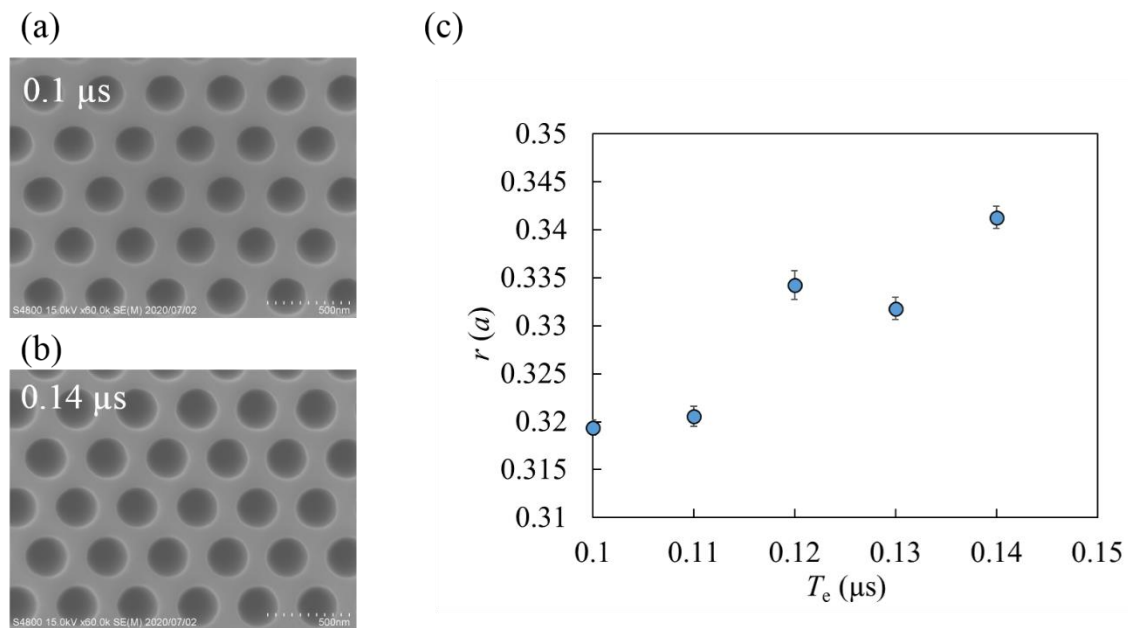 (a)
0.1 µs
S4800 15.0kV x60.0k SE(M) 2020/07/02
500nm
(b)
0.14 µs
S4800 15.0kV x60.0k SE(M) 2020/07/02
500nm
(c)
0.35
0.345
0.34
0.335
0.33
0.325
0.32
0.315
0.31
r (a)
0.1 0.11 0.12 0.13 0.14 0.15
Te (µs)